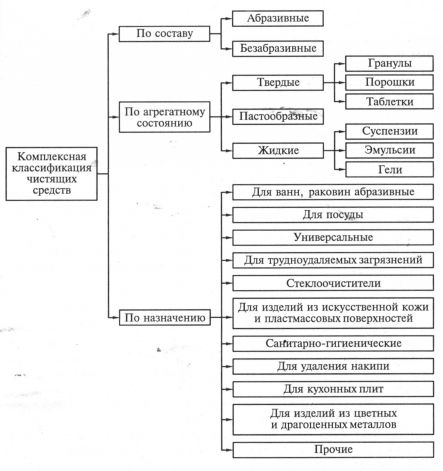 Комплексная
классификация
чистящих
средств
По составу
Абразивные
Безабразивные
По агрегатному
состоянию
Твердые
Гранулы
Порошки
Таблетки
Пастообразные
Жидкие
Суспензии
Эмульсии
Гели
По назначению
Для ванн, раковин абразивные
Для посуды
Универсальные
Для трудноудаляемых загрязнений
Стеклоочистители
Для изделий из искусственной кожи
и пластмассовых поверхностей
Санитарно-гигиенические
Для удаления накипи
Для кухонных плит
Для изделий из цветных
и драгоценных металлов
Прочие